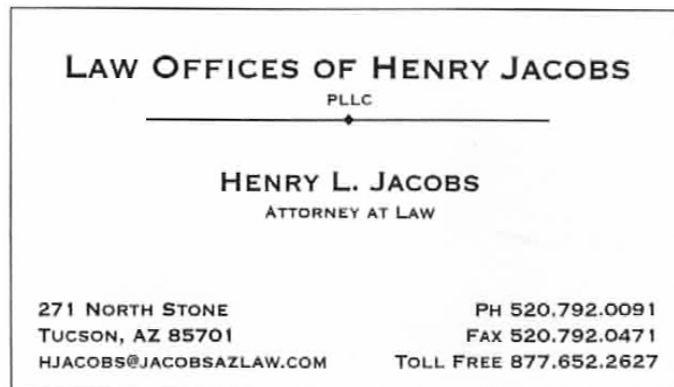 LAW OFFICES OF HENRY JACOBS
PLLC
HENRY L. JACOBS
ATTORNEY AT LAW
271 NORTH STONE
TUCSON, AZ 85701
HJACOBS@JACOBSAZLAW.COM
PH 520.792.0091
FAX 520.792.0471
TOLL FREE 877.652.2627